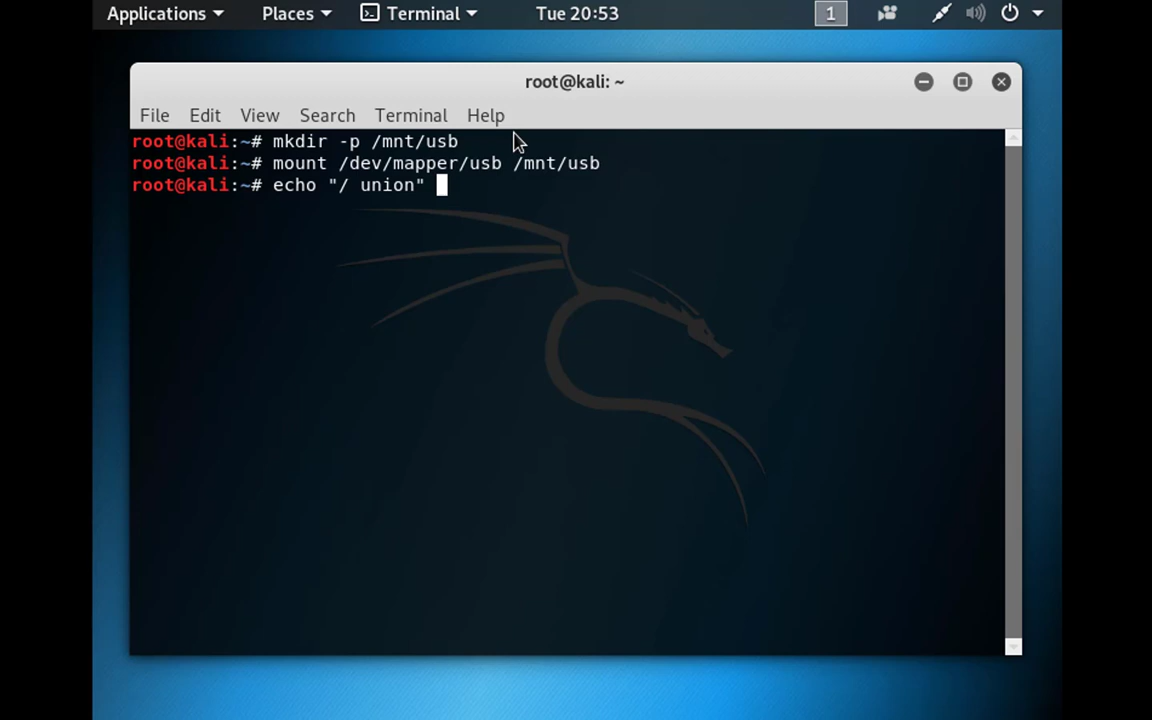 Applications Places Terminal Tue 20:53 1
root@kali: ~
File Edit View Search Terminal Help
root@kali:~# mkdir -p /mnt/usb
root@kali:~# mount /dev/mapper/usb /mnt/usb
root@kali:~# echo "/ union"